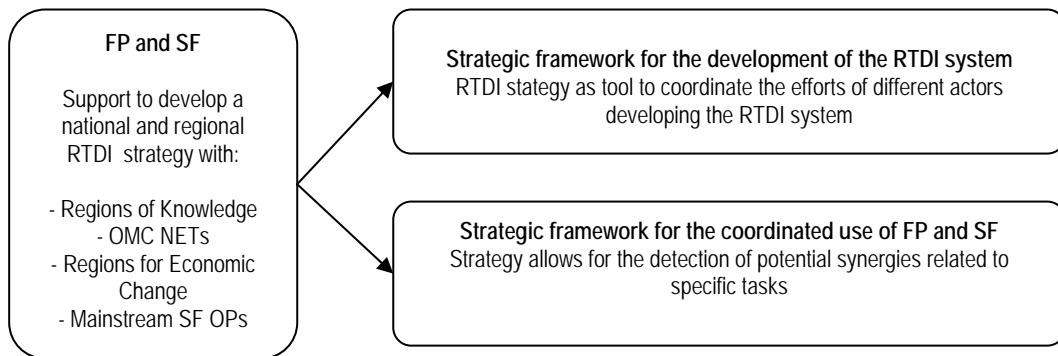 FP and SF
Support to develop a
national and regional
RTDI strategy with:
- Regions of Knowledge
- OMC NETs
- Regions for Economic
Change
- Mainstream SF OPs
Strategic framework for the development of the RTDI system
RTDI stategy as tool to coordinate the efforts of different actors
developing the RTDI system
Strategic framework for the coordinated use of FP and SF
Strategy allows for the detection of potential synergies related to
specific tasks